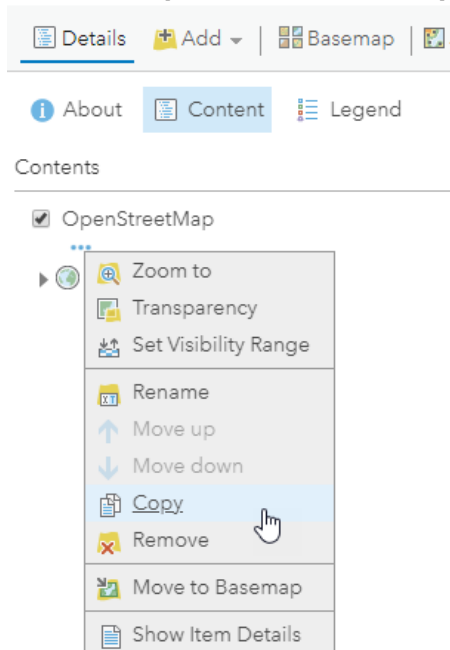 Details Add Basemap
About Content Legend
Contents
OpenStreetMap
Zoom to
Transparency
Set Visibility Range
Rename
Move up
Move down
Copy
Remove
Move to Basemap
Show Item Details